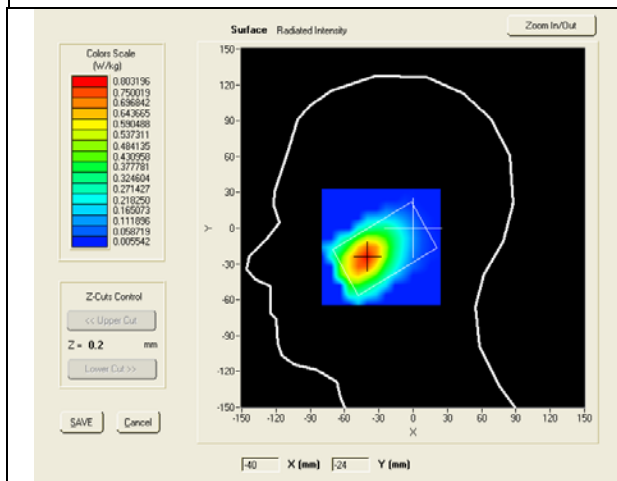 Surface Radiated Intensity
Zoom In/Out
Colors Scale
(W/kg)
0.803196
0.750019
0.696842
0.643665
0.590488
0.537311
0.484135
0.430958
0.377781
0.324604
0.271427
0.218250
0.165073
0.111896
0.058719
0.005542
Z-Cuts Control
<< Upper Cut
Z = 0.2 mm
Lower Cut >>
SAVE Cancel
150-
120-
90-
60-
30-
0-
-30-
-60-
-90-
-120-
-150-
Y
-150 -120 -90 -60 -30 0 30 60 90 120 150
X
-40 X (mm) -24 Y (mm)